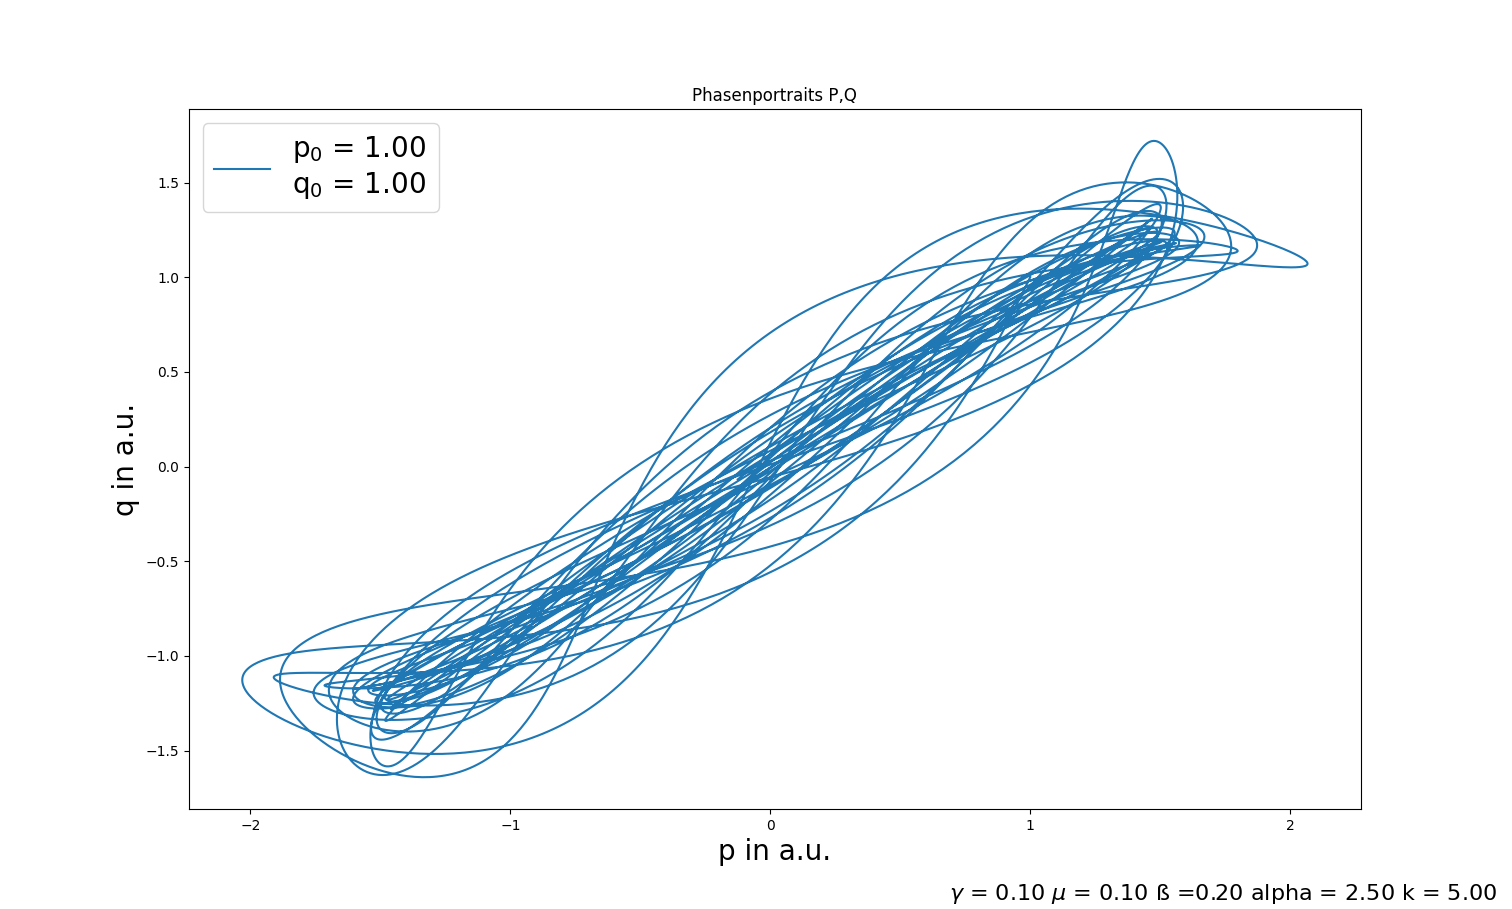 Phasenportraits P,Q
p₀ = 1.00
q₀ = 1.00
1.5
1.0
0.5
0.0
−0.5
−1.0
−1.5
q in a.u.
−2
−1
0
1
2
p in a.u.
γ = 0.10 μ = 0.10 ß =0.20 alpha = 2.50 k = 5.00